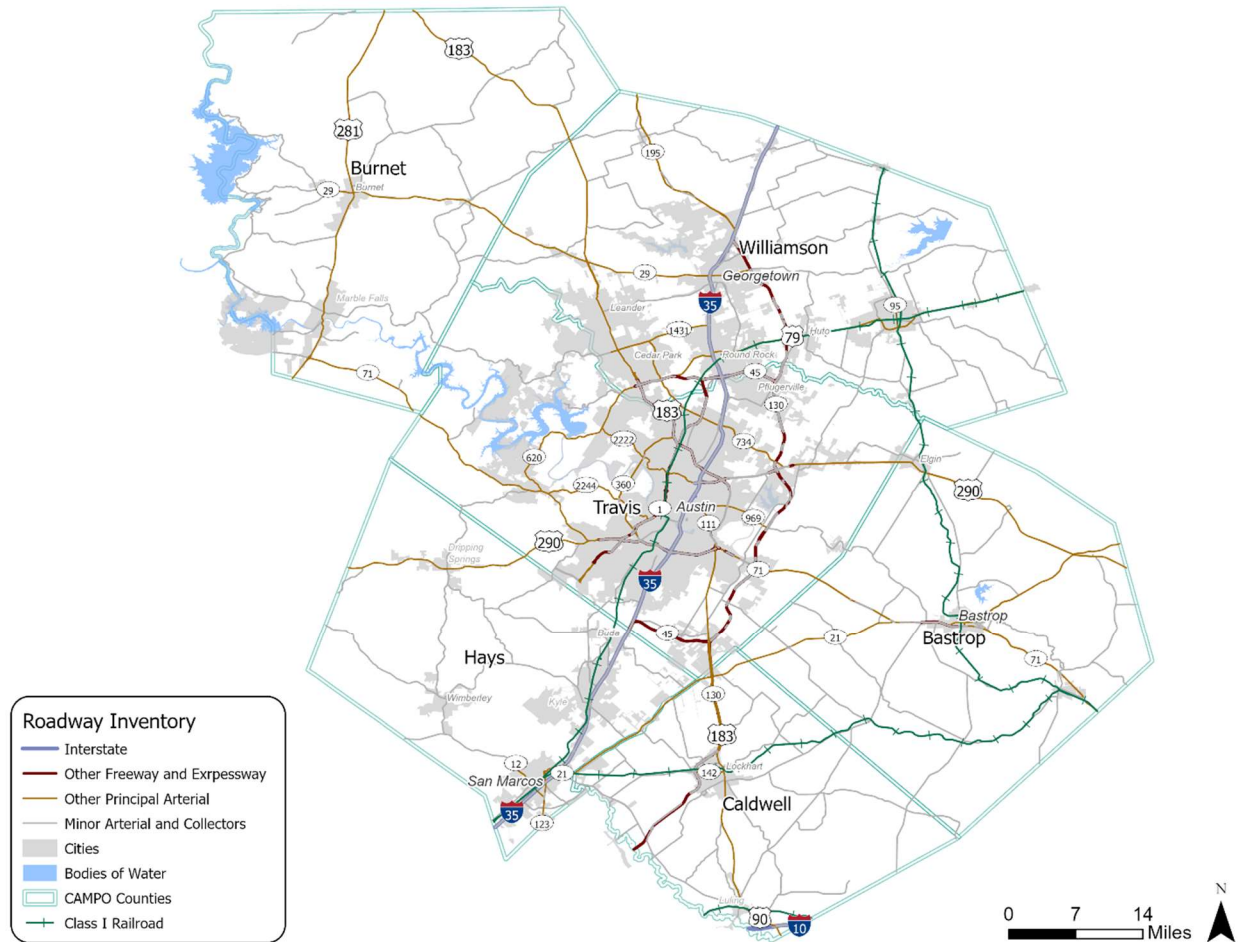 183
281
195
Burnet
Burnet
29
Williamson
Georgetown
29
35
95
Leander
Marble Falls
1431
79
Hutto
Cedar Park
Round Rock
71
45
Pflugerville
183
130
2222
734
620
Elgin
290
2244
360
Travis
1
Austin
111
969
290
Dripping
Springs
35
71
Bastrop
Bastrop
Buda
45
21
71
Hays
Wimberley
Kyle
130
183
12
San Marcos
21
142
Lockhart
35
123
Caldwell
Luling
90
10
Roadway Inventory
Interstate
Other Freeway and Exrpessway
Other Principal Arterial
Minor Arterial and Collectors
Cities
Bodies of Water
CAMPO Counties
Class I Railroad
0 7 14
Miles
N